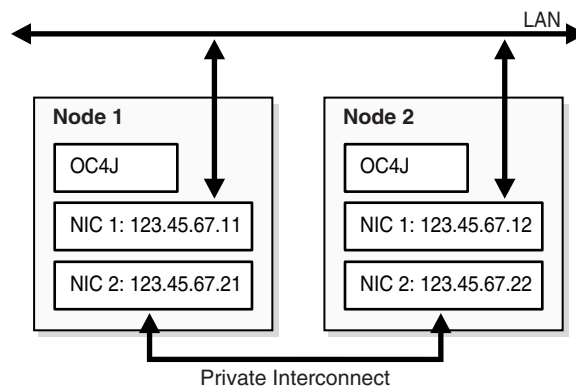 LAN
Node 1
OC4J
NIC 1: 123.45.67.11
NIC 2: 123.45.67.21
Node 2
OC4J
NIC 1: 123.45.67.12
NIC 2: 123.45.67.22
Private Interconnect